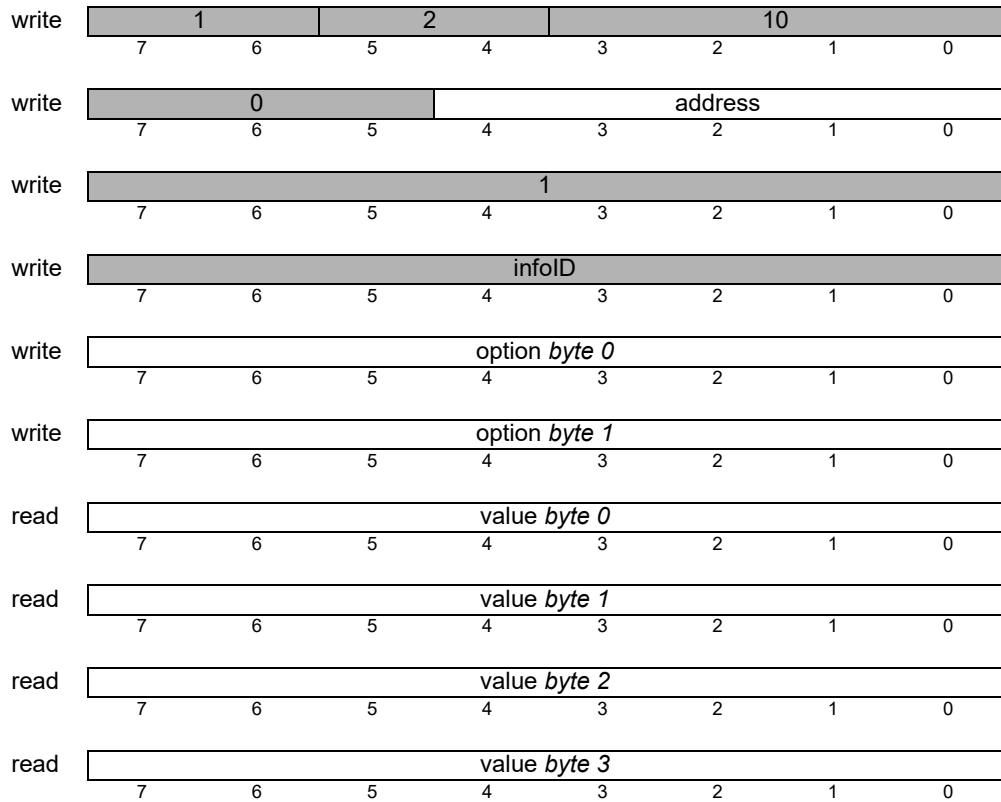 write 1 2 10
7 6 5 4 3 2 1 0
write 0 address
7 6 5 4 3 2 1 0
write 1
7 6 5 4 3 2 1 0
write infoID
7 6 5 4 3 2 1 0
write option byte 0
7 6 5 4 3 2 1 0
write option byte 1
7 6 5 4 3 2 1 0
read value byte 0
7 6 5 4 3 2 1 0
read value byte 1
7 6 5 4 3 2 1 0
read value byte 2
7 6 5 4 3 2 1 0
read value byte 3
7 6 5 4 3 2 1 0